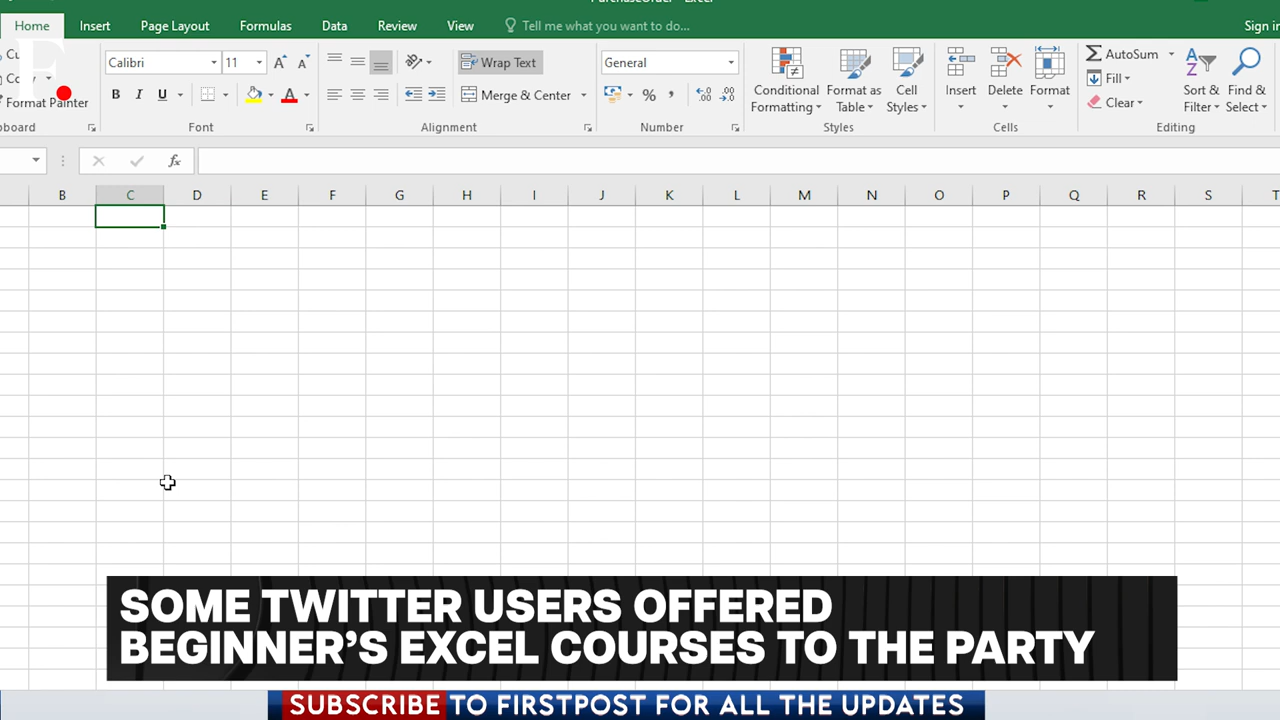 PurchaseOrder - Excel
Home Insert Page Layout Formulas Data Review View Tell me what you want to do... Sign in
Calibri 11 Wrap Text General AutoSum
Format Painter B I U Merge & Center % Conditional Formatting Format as Table Cell Styles Insert Delete Format Fill Clear Sort & Filter Find & Select
Font Alignment Number Styles Cells Editing
fx
B C D E F G H I J K L M N O P Q R S T
SOME TWITTER USERS OFFERED
BEGINNER'S EXCEL COURSES TO THE PARTY
SUBSCRIBE TO FIRSTPOST FOR ALL THE UPDATES